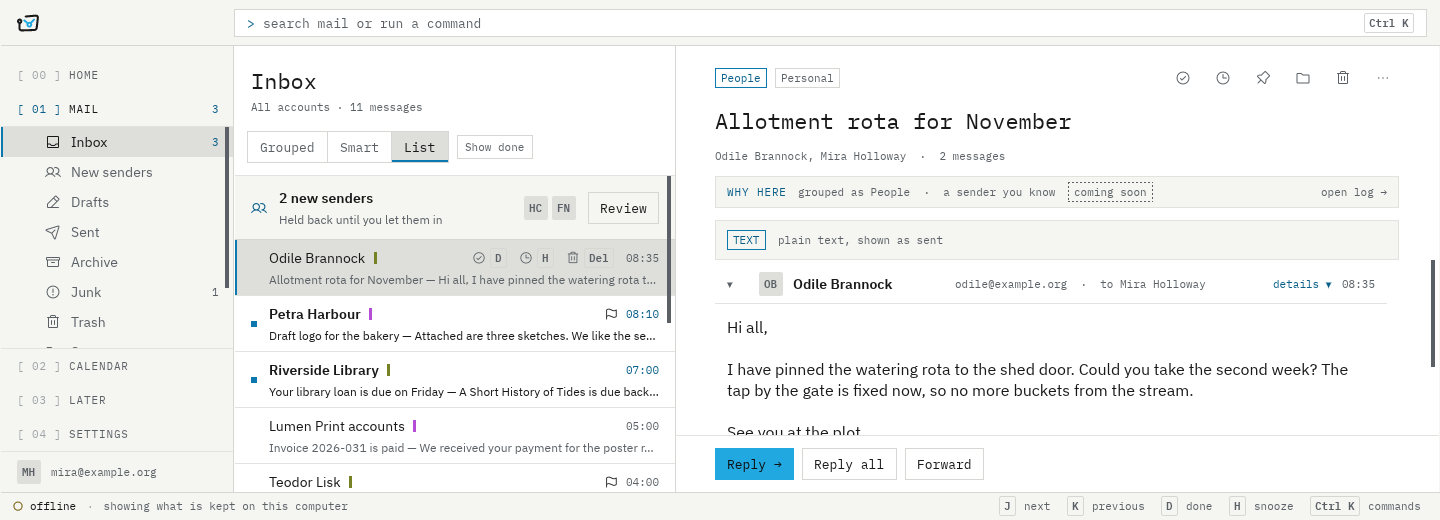 > search mail or run a command
Ctrl K
[ 00 ] HOME
[ 01 ] MAIL 3
Inbox 3
New senders
Drafts
Sent
Archive
Junk 1
Trash
[ 02 ] CALENDAR
[ 03 ] LATER
[ 04 ] SETTINGS
MH mira@example.org
Inbox
All accounts · 11 messages
Grouped Smart List Show done
2 new senders
Held back until you let them in
HC FN Review
Odile Brannock D H Del 08:35
Allotment rota for November — Hi all, I have pinned the watering rota t…
Petra Harbour 08:10
Draft logo for the bakery — Attached are three sketches. We like the se…
Riverside Library 07:00
Your library loan is due on Friday — A Short History of Tides is due back…
Lumen Print accounts 05:00
Invoice 2026-031 is paid — We received your payment for the poster r…
Teodor Lisk 04:00
People Personal ···
Allotment rota for November
Odile Brannock, Mira Holloway · 2 messages
WHY HERE grouped as People · a sender you know coming soon open log →
TEXT plain text, shown as sent
▾ OB Odile Brannock odile@example.org · to Mira Holloway details ▾ 08:35
Hi all,
I have pinned the watering rota to the shed door. Could you take the second week? The
tap by the gate is fixed now, so no more buckets from the stream.
See you at the plot
Reply → Reply all Forward
offline · showing what is kept on this computer
J next K previous D done H snooze Ctrl K commands